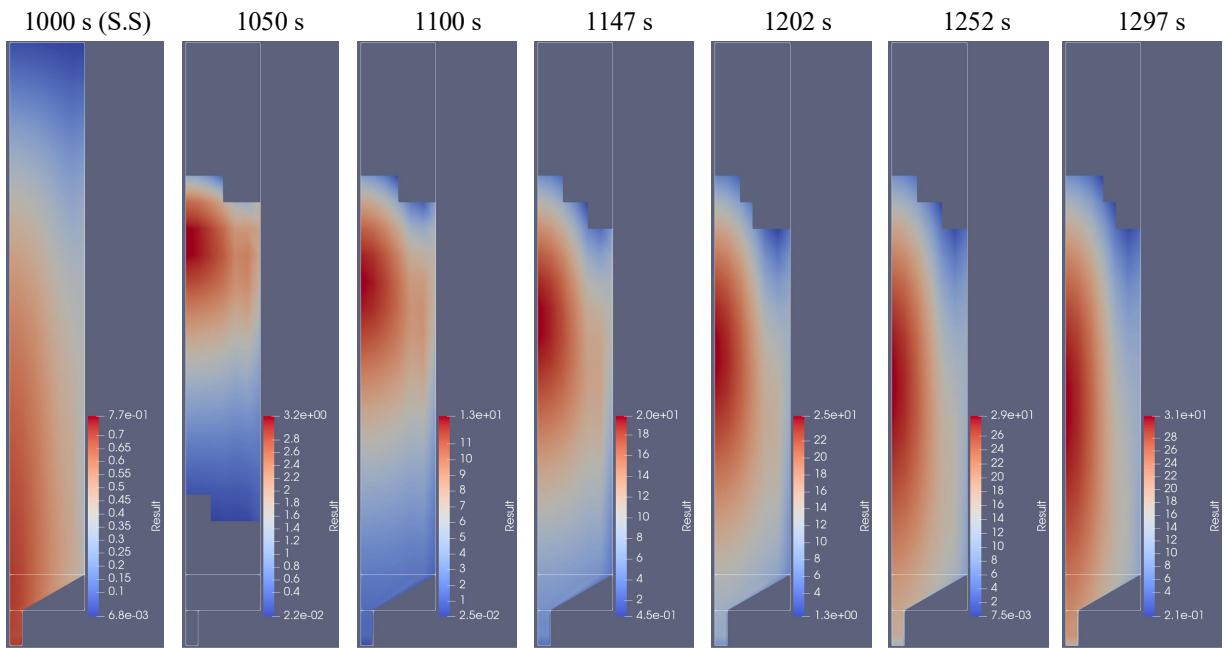 1000 s (S.S)
1050 s
1100 s
1147 s
1202 s
1252 s
1297 s
7.7e-01
0.7
0.65
0.6
0.55
0.5
0.45
0.4
0.35
0.3
0.25
0.2
0.15
0.1
6.8e-03
Result
3.2e+00
2.8
2.6
2.4
2.2
2
1.8
1.6
1.4
1.2
1
0.8
0.6
0.4
2.2e-02
Result
1.3e+01
11
10
9
8
7
6
5
4
3
2
1
2.5e-02
Result
2.0e+01
18
16
14
12
10
8
6
4
2
4.5e-01
Result
2.5e+01
22
20
18
16
14
12
10
8
6
4
1.3e+00
Result
2.9e+01
26
24
22
20
18
16
14
12
10
8
6
4
2
7.5e-03
Result
3.1e+01
28
26
24
22
20
18
16
14
12
10
8
6
4
2.1e-01
Result